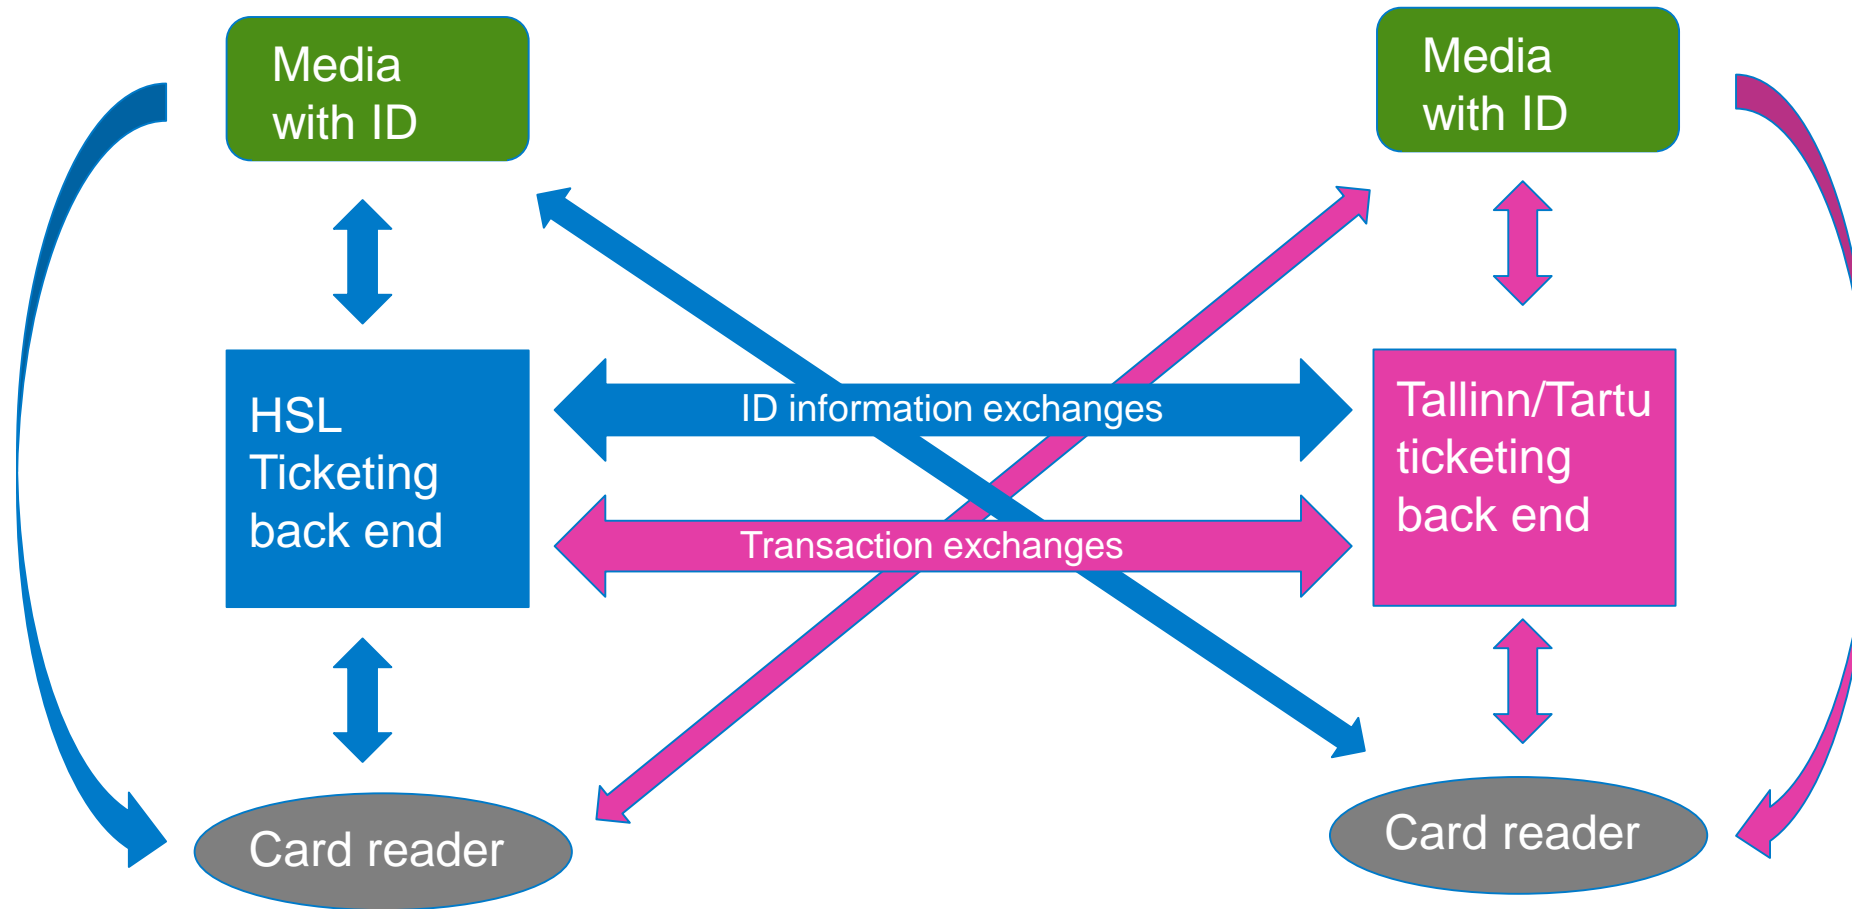 Media
with ID
Media
with ID
HSL
Ticketing
back end
ID information exchanges
Transaction exchanges
Tallinn/Tartu
ticketing
back end
Card reader
Card reader